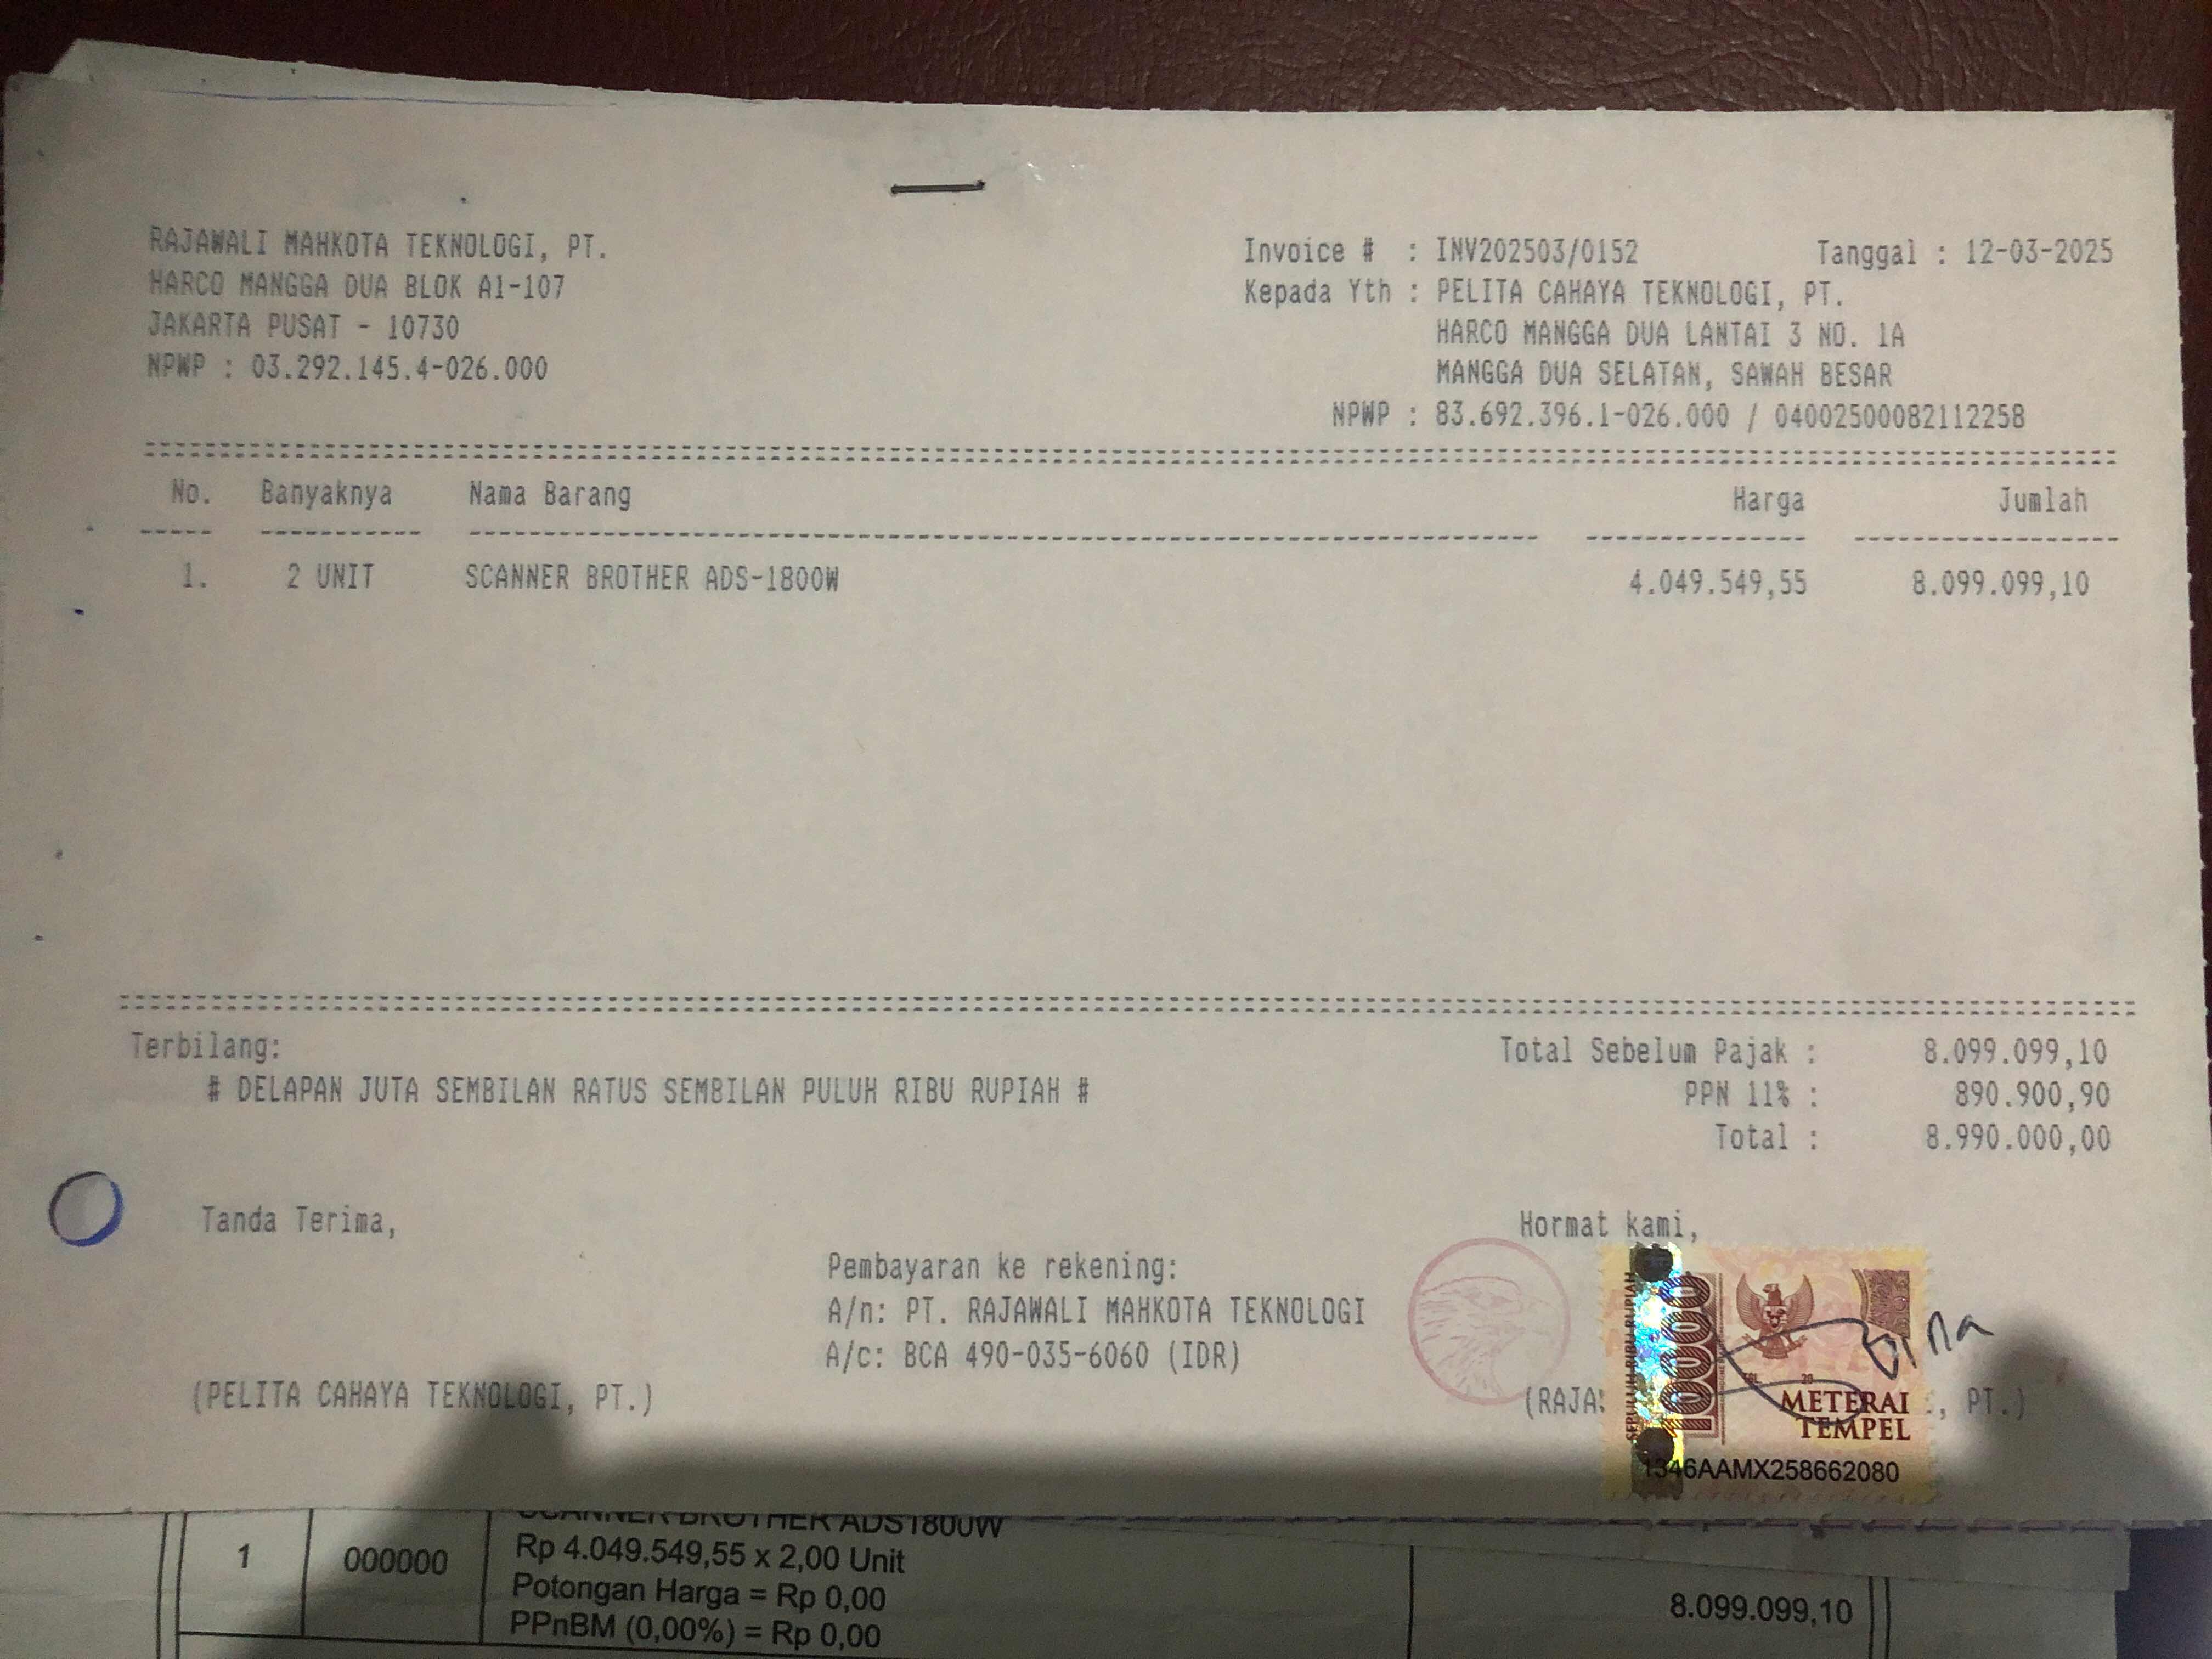 RAJAWALI MAHKOTA TEKNOLOGI, PT.
HARCO MANGGA DUA BLOK A1-107
JAKARTA PUSAT - 10730
NPWP : 03.292.145.4-026.000
Invoice # : INV202503/0152 Tanggal : 12-03-2025
Kepada Yth : PELITA CAHAYA TEKNOLOGI, PT.
HARCO MANGGA DUA LANTAI 3 NO. 1A
MANGGA DUA SELATAN, SAWAH BESAR
NPWP : 83.692.396.1-026.000 / 04002500082112258
No. Banyaknya Nama Barang Harga Jumlah
1. 2 UNIT SCANNER BROTHER ADS-1800W 4.049.549,55 8.099.099,10
Terbilang:
# DELAPAN JUTA SEMBILAN RATUS SEMBILAN PULUH RIBU RUPIAH #
Total Sebelum Pajak : 8.099.099,10
PPN 11% : 890.900,90
Total : 8.990.000,00
Tanda Terima,
(PELITA CAHAYA TEKNOLOGI, PT.)
Pembayaran ke rekening:
A/n: PT. RAJAWALI MAHKOTA TEKNOLOGI
A/c: BCA 490-035-6060 (IDR)
Hormat kami,
SEPULUH RIBU RUPIAH
10000
METERAI
TEMPEL
(RAJA , PT.)
1346AAMX258662080
SCANNER BROTHER ADS1800W
1 000000 Rp 4.049.549,55 x 2,00 Unit
Potongan Harga = Rp 0,00
8.099.099,10
PPnBM (0,00%) = Rp 0,00